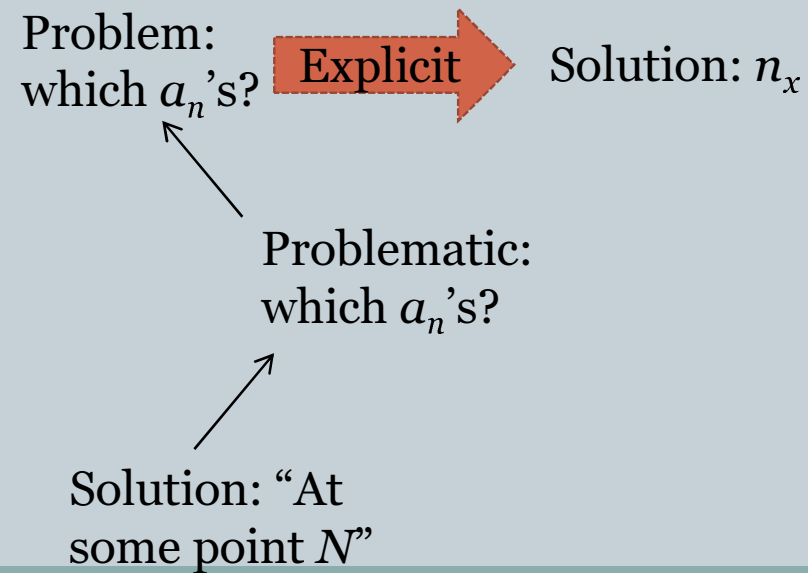 Problem:
which aₙ’s?
Explicit
Solution: nₓ
Problematic:
which aₙ’s?
Solution: “At
some point N”